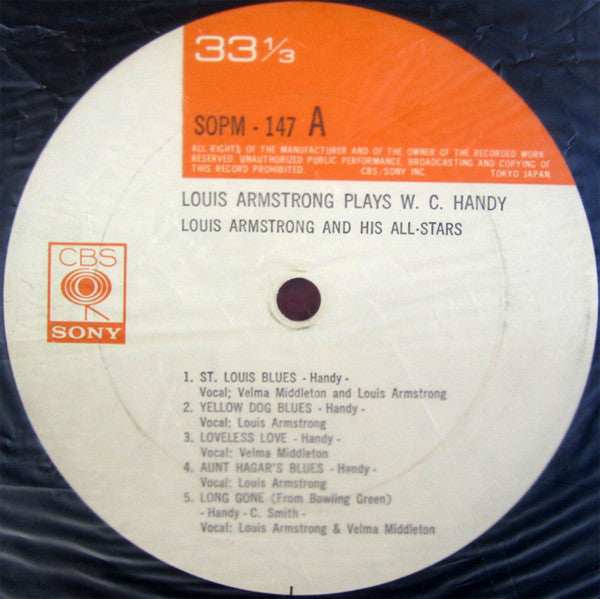 33 1/3
SOPM - 147 A
ALL RIGHTS OF THE MANUFACTURER AND OF THE OWNER OF THE RECORDED WORK
RESERVED. UNAUTHORIZED PUBLIC PERFORMANCE, BROADCASTING AND COPYING OF
THIS RECORD PROHIBITED. CBS/SONY INC. TOKYO JAPAN.
LOUIS ARMSTRONG PLAYS W. C. HANDY
LOUIS ARMSTRONG AND HIS ALL-STARS
CBS
SONY
1. ST. LOUIS BLUES - Handy -
Vocal; Velma Middleton and Louis Armstrong
2. YELLOW DOG BLUES - Handy -
Vocal: Louis Armstrong
3. LOVELESS LOVE - Handy -
Vocal: Velma Middleton
4. AUNT HAGAR'S BLUES - Handy -
Vocal: Louis Armstrong
5. LONG GONE (From Bowling Green)
- Handy - C. Smith -
Vocal: Louis Armstrong & Velma Middleton